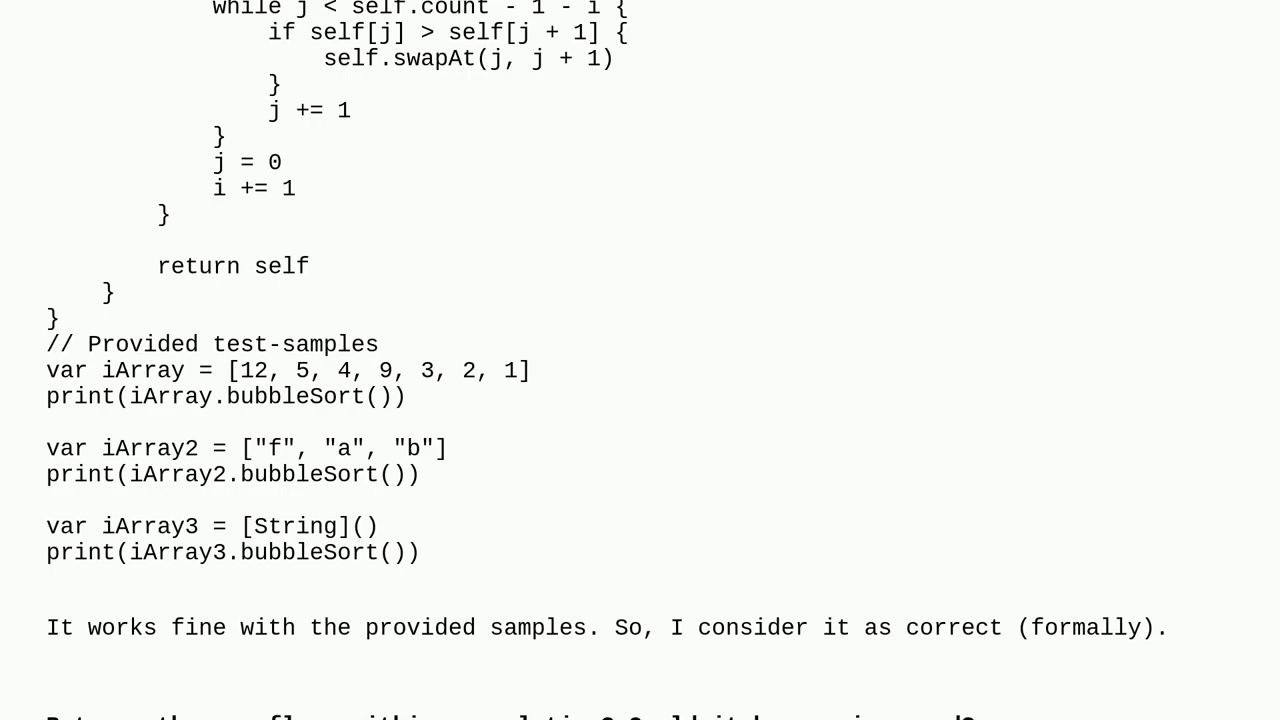 while j < self.count - 1 - i {
if self[j] > self[j + 1] {
self.swapAt(j, j + 1)
}
j += 1
}
j = 0
i += 1
}
return self
}
}
// Provided test-samples
var iArray = [12, 5, 4, 9, 3, 2, 1]
print(iArray.bubbleSort())
var iArray2 = ["f", "a", "b"]
print(iArray2.bubbleSort())
var iArray3 = [String]()
print(iArray3.bubbleSort())
It works fine with the provided samples. So, I consider it as correct (formally).